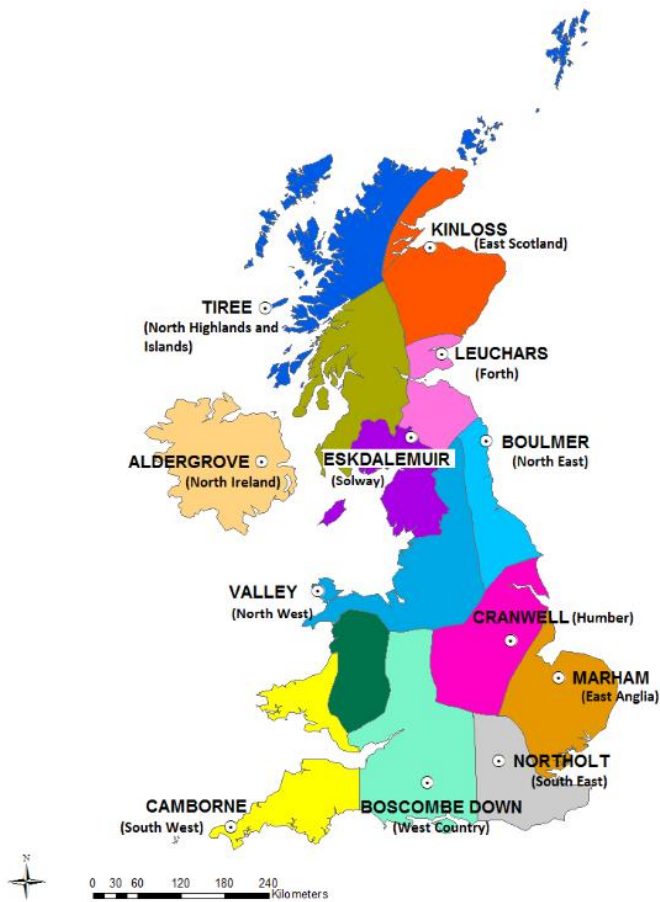 KINLOSS
(East Scotland)
TIREE
(North Highlands and
Islands)
LEUCHARS
(Forth)
ESKDALEMUIR
(Solway)
BOULMER
(North East)
ALDERGROVE
(North Ireland)
VALLEY
(North West)
CRANWELL (Humber)
MARHAM
(East Anglia)
NORTHOLT
(South East)
CAMBORNE
(South West)
BOSCOMBE DOWN
(West Country)
N
0 30 60 120 180 240
Kilometers